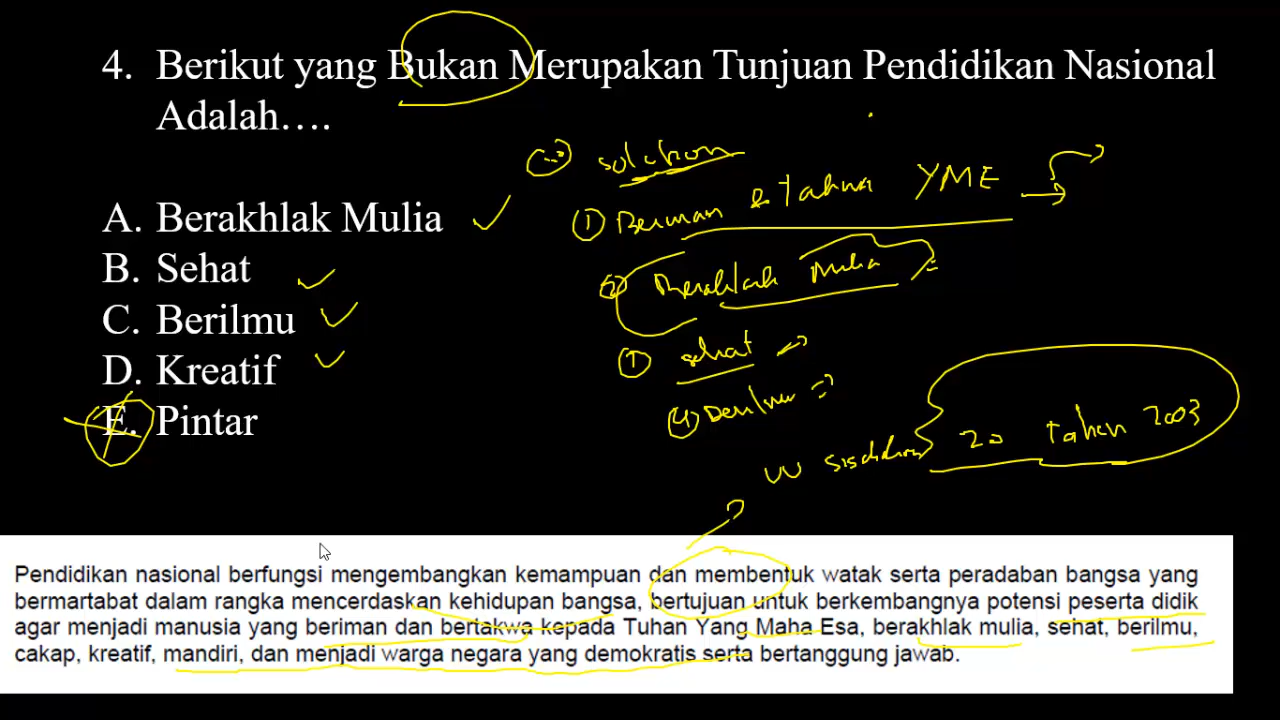 4. Berikut yang Bukan Merupakan Tunjuan Pendidikan Nasional
Adalah….
solution
A. Berakhlak Mulia
① Beriman & Takwa YME
B. Sehat
② Berakhlak Mulia
C. Berilmu
sehat
D. Kreatif
④ Berilmu
E. Pintar
UU Sisdiknas 20 Tahun 2003
Pendidikan nasional berfungsi mengembangkan kemampuan dan membentuk watak serta peradaban bangsa yang
bermartabat dalam rangka mencerdaskan kehidupan bangsa, bertujuan untuk berkembangnya potensi peserta didik
agar menjadi manusia yang beriman dan bertakwa kepada Tuhan Yang Maha Esa, berakhlak mulia, sehat, berilmu,
cakap, kreatif, mandiri, dan menjadi warga negara yang demokratis serta bertanggung jawab.